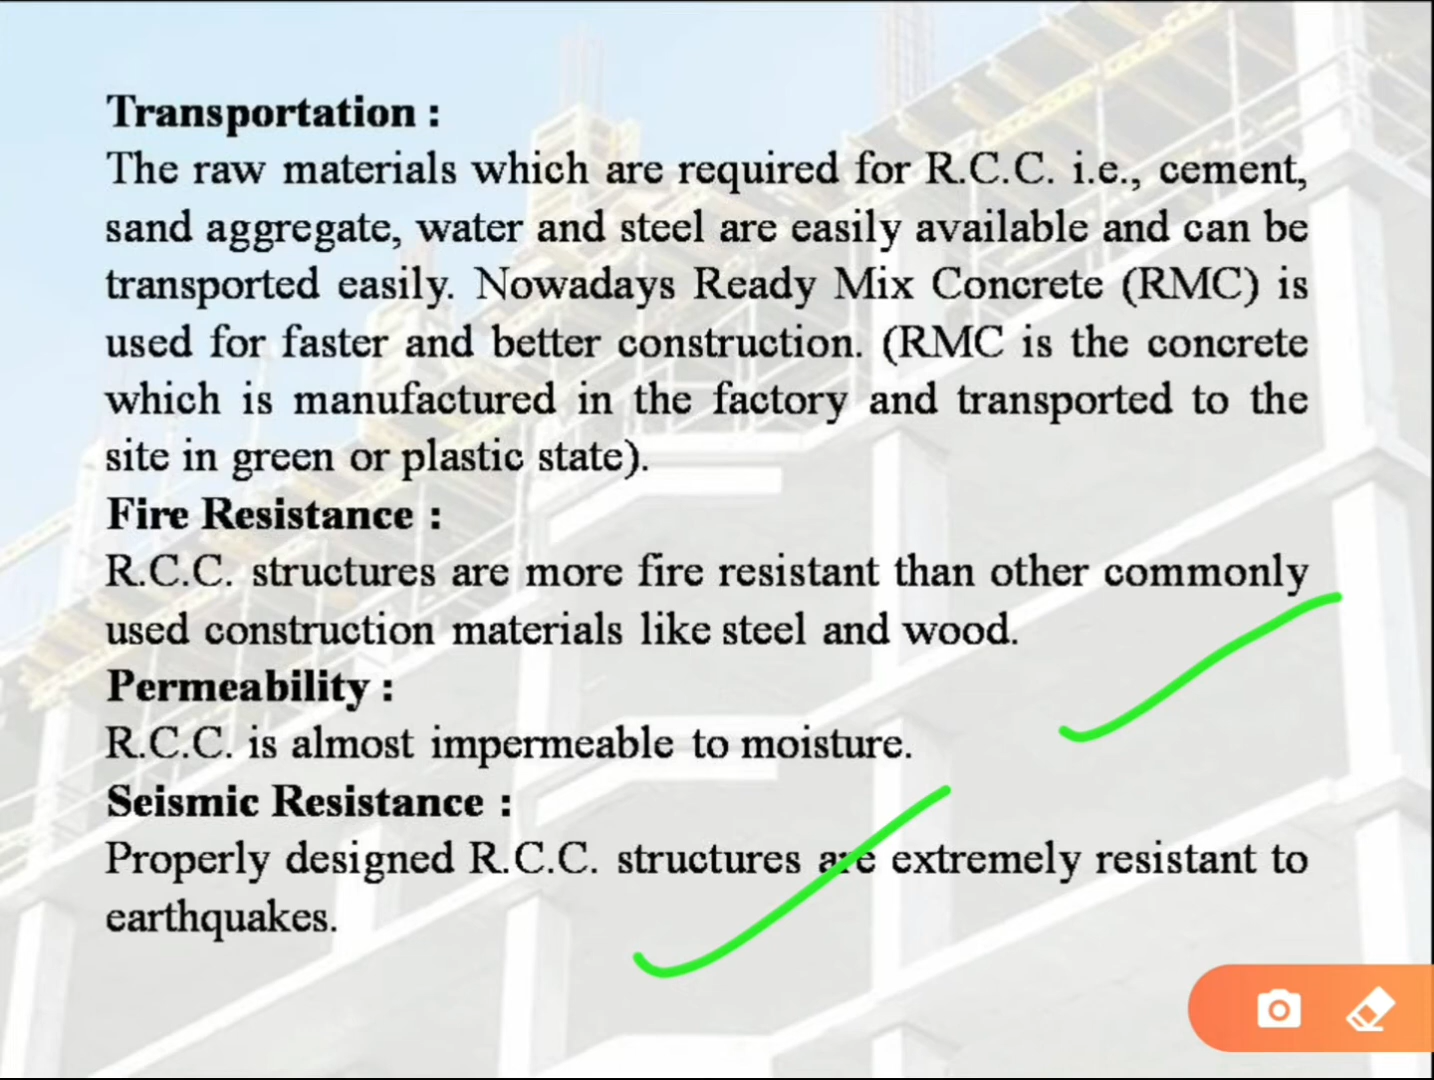 Transportation :
The raw materials which are required for R.C.C. i.e., cement,
sand aggregate, water and steel are easily available and can be
transported easily. Nowadays Ready Mix Concrete (RMC) is
used for faster and better construction. (RMC is the concrete
which is manufactured in the factory and transported to the
site in green or plastic state).
Fire Resistance :
R.C.C. structures are more fire resistant than other commonly
used construction materials like steel and wood.
Permeability :
R.C.C. is almost impermeable to moisture.
Seismic Resistance :
Properly designed R.C.C. structures are extremely resistant to
earthquakes.